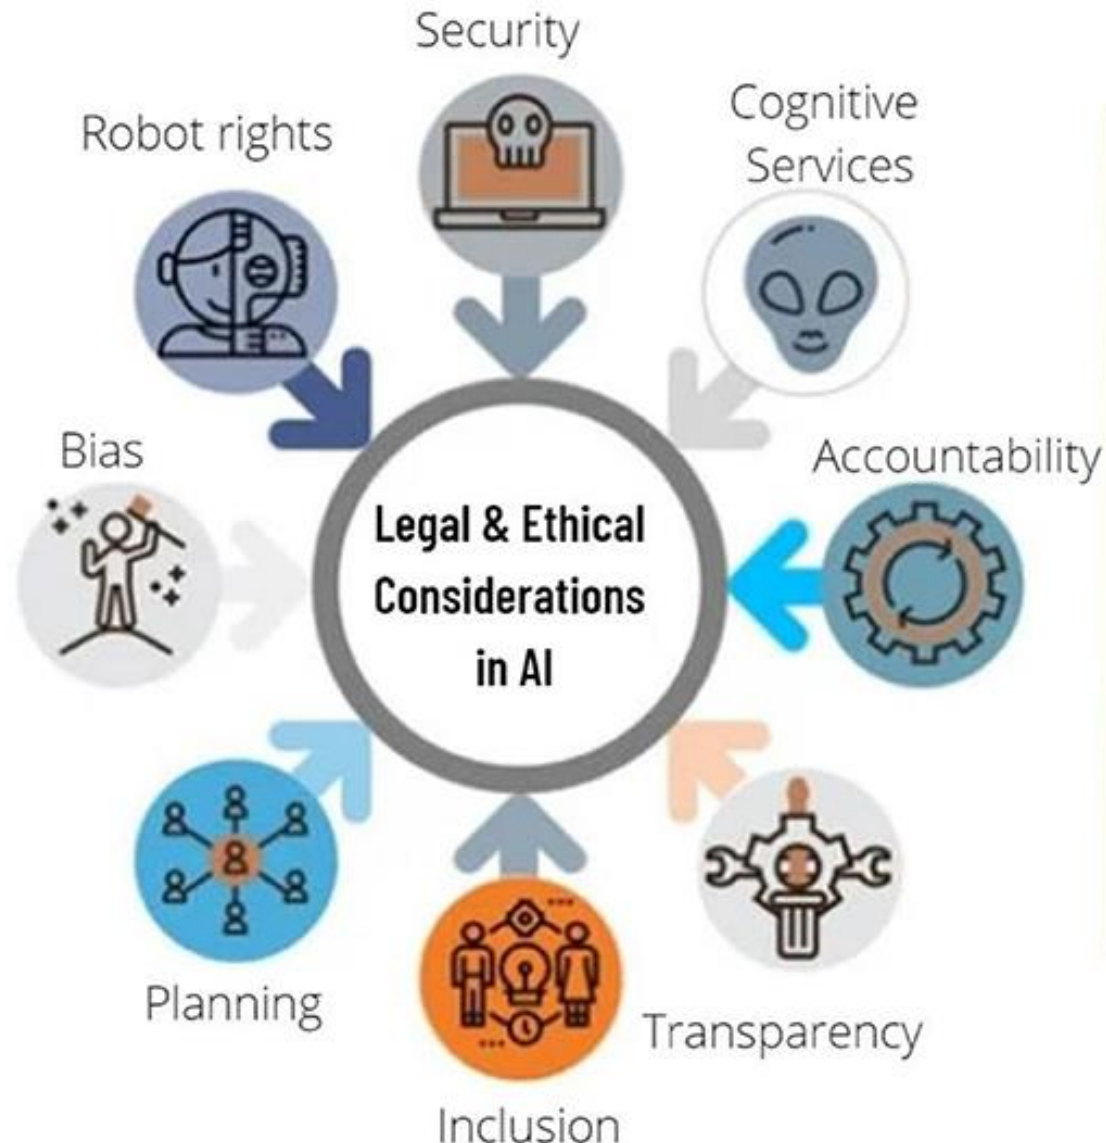 Security
Cognitive
Services
Robot rights
Bias
Accountability
Legal & Ethical
Considerations
in AI
Planning
Transparency
Inclusion